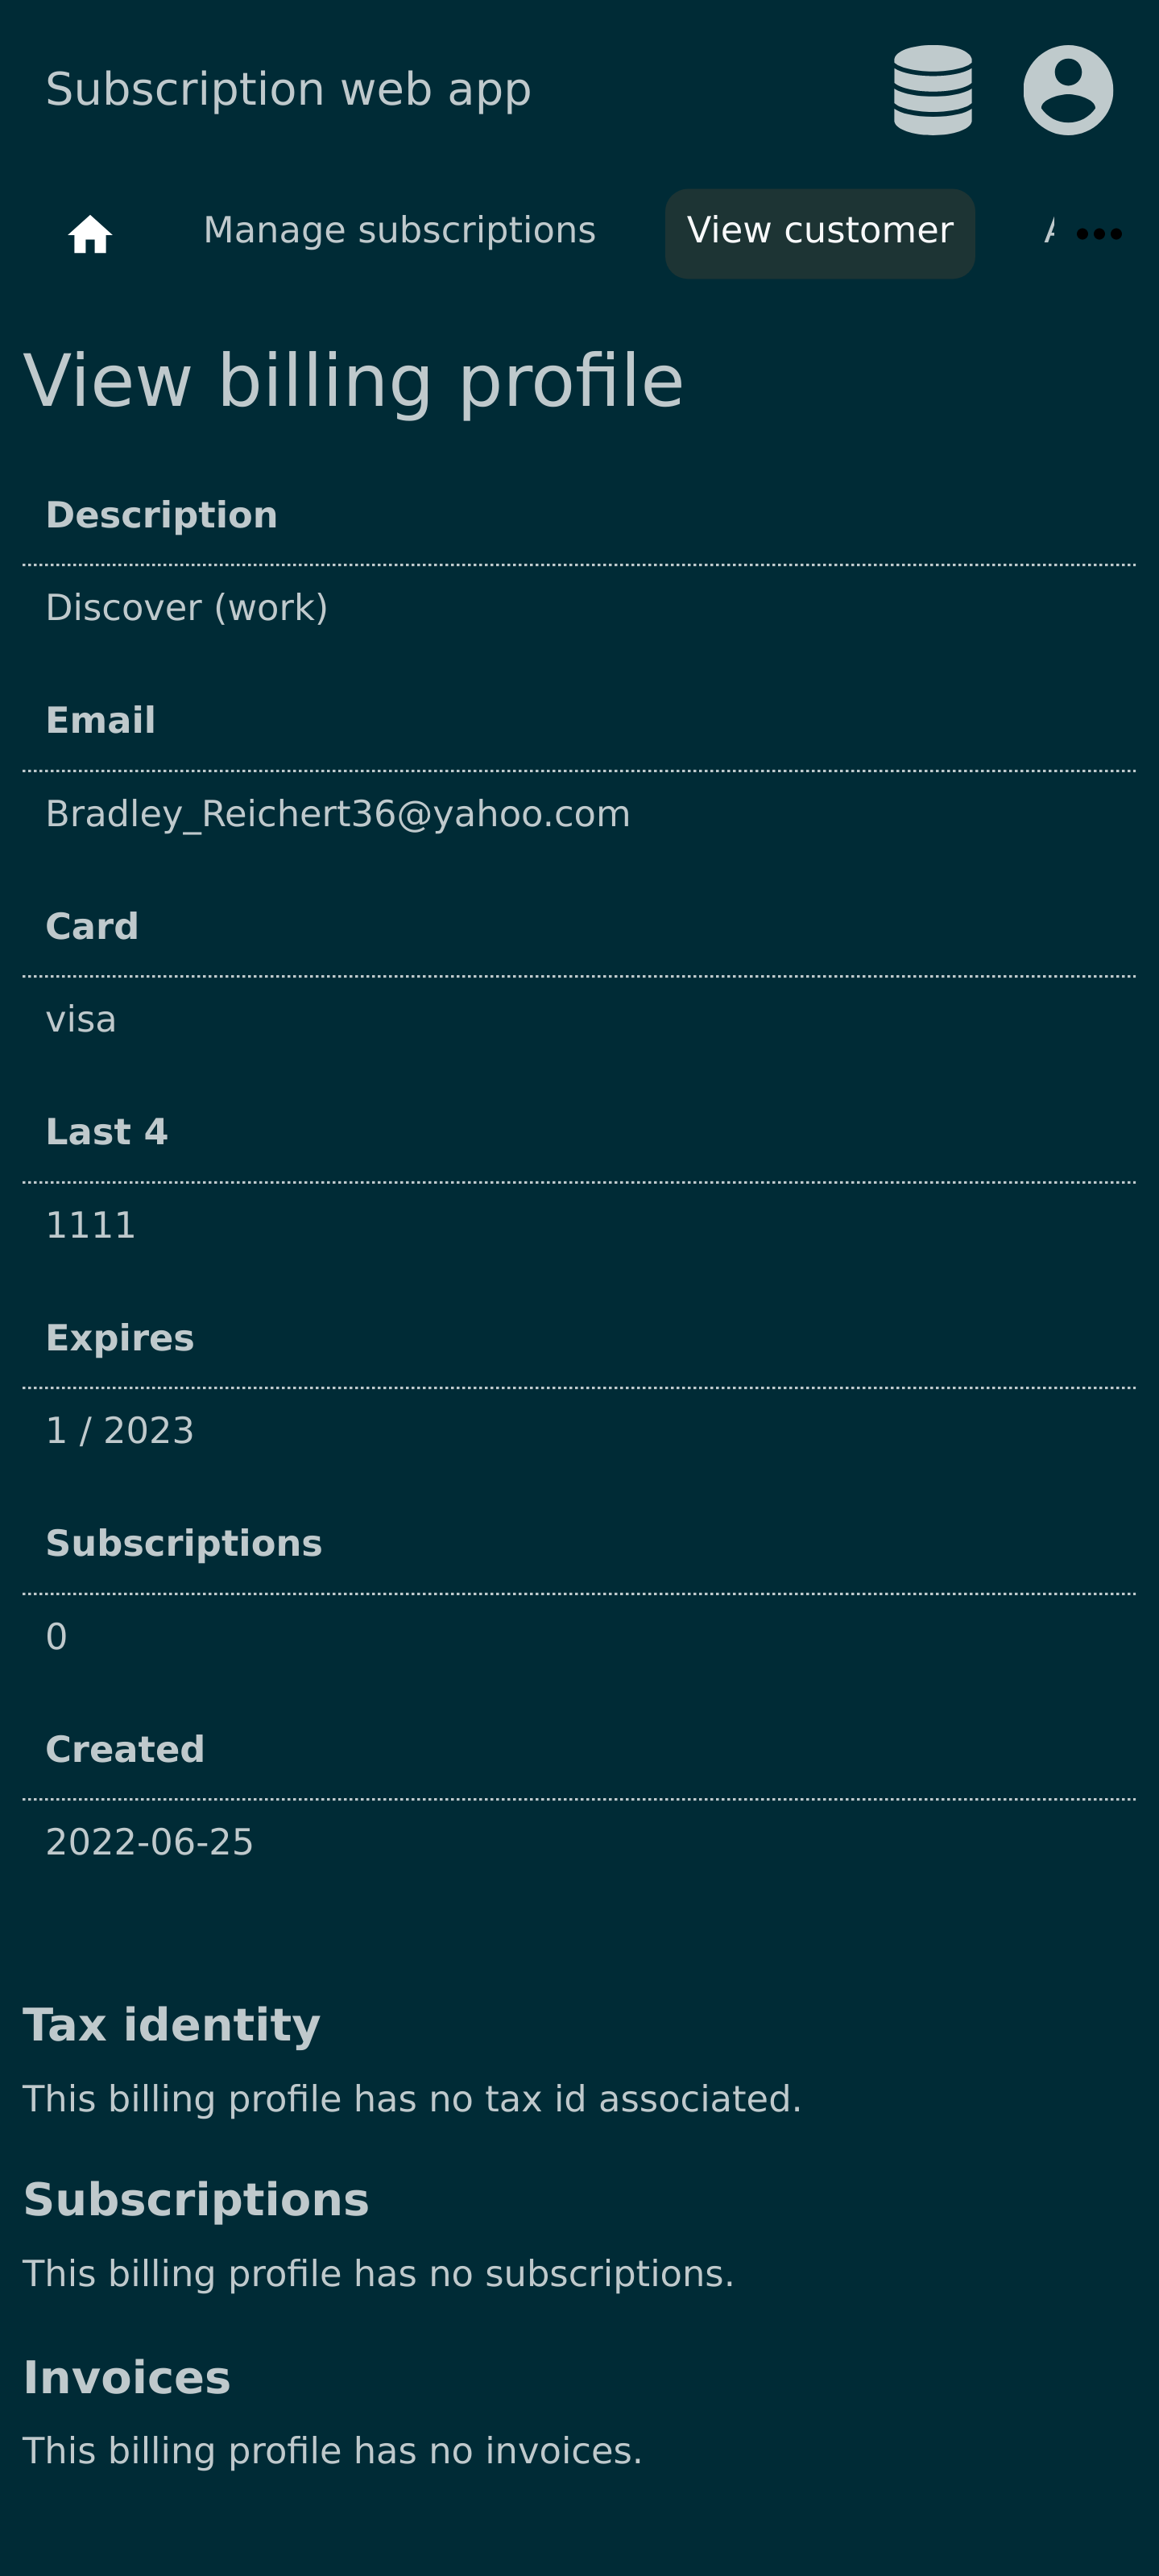 Subscription web app
Manage subscriptions View customer
View billing profile
Description
Discover (work)
Email
Bradley_Reichert36@yahoo.com
Card
visa
Last 4
1111
Expires
1 / 2023
Subscriptions
0
Created
2022-06-25
Tax identity
This billing profile has no tax id associated.
Subscriptions
This billing profile has no subscriptions.
Invoices
This billing profile has no invoices.